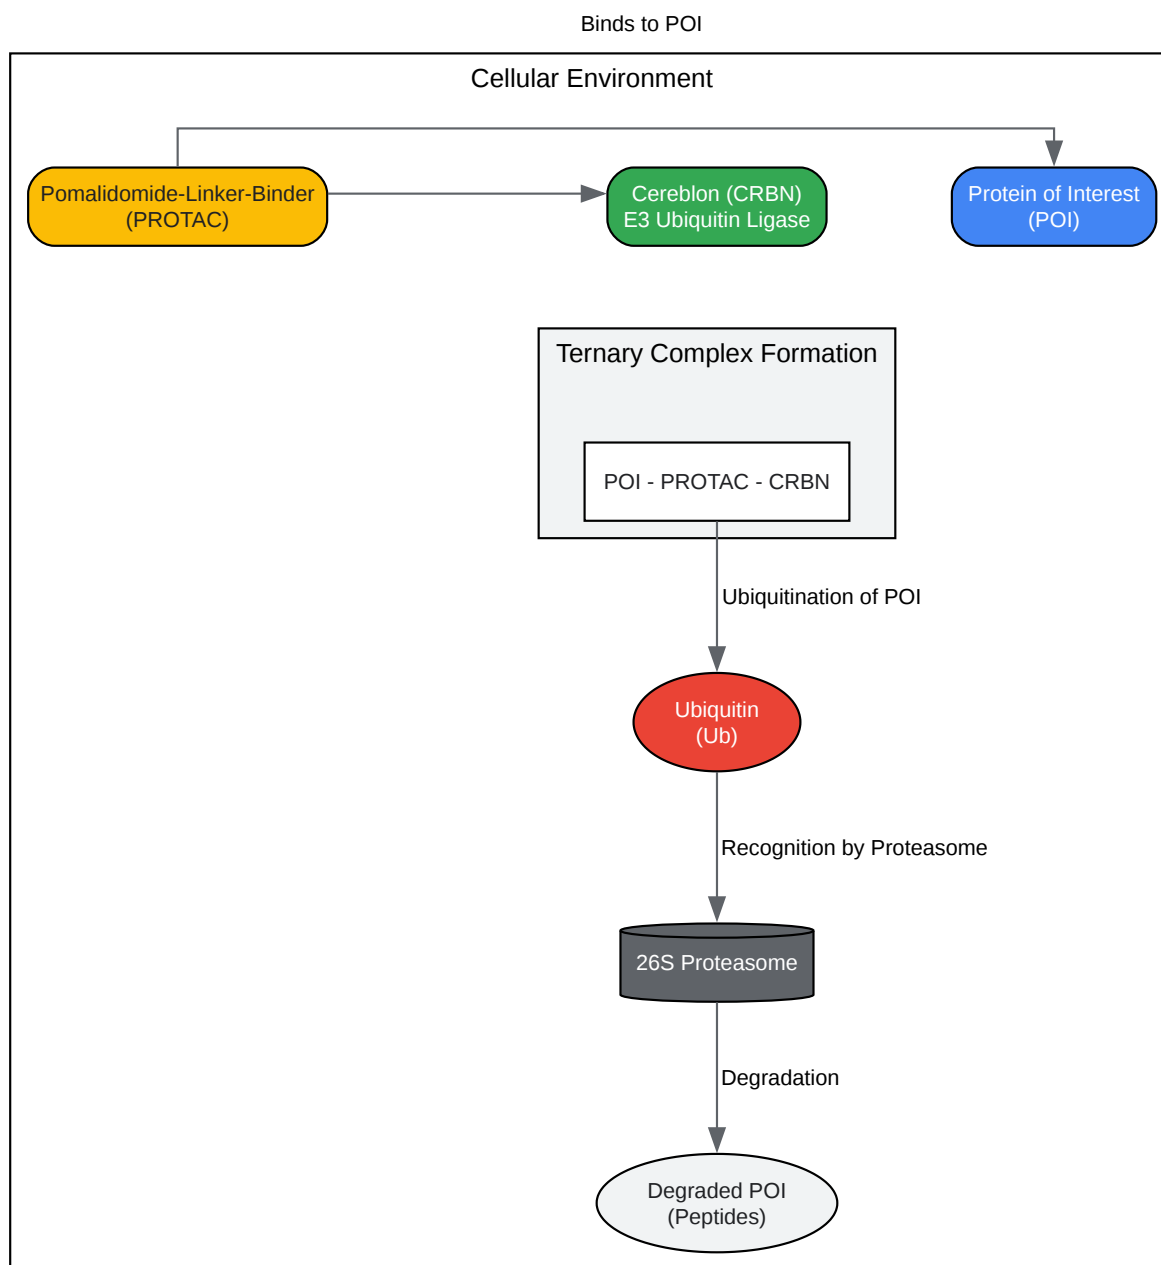 Binds to POI
Cellular Environment
Pomalidomide-Linker-Binder
(PROTAC)
Cereblon (CRBN)
E3 Ubiquitin Ligase
Protein of Interest
(POI)
Ternary Complex Formation
POI - PROTAC - CRBN
Ubiquitination of POI
Ubiquitin
(Ub)
Recognition by Proteasome
26S Proteasome
Degradation
Degraded POI
(Peptides)